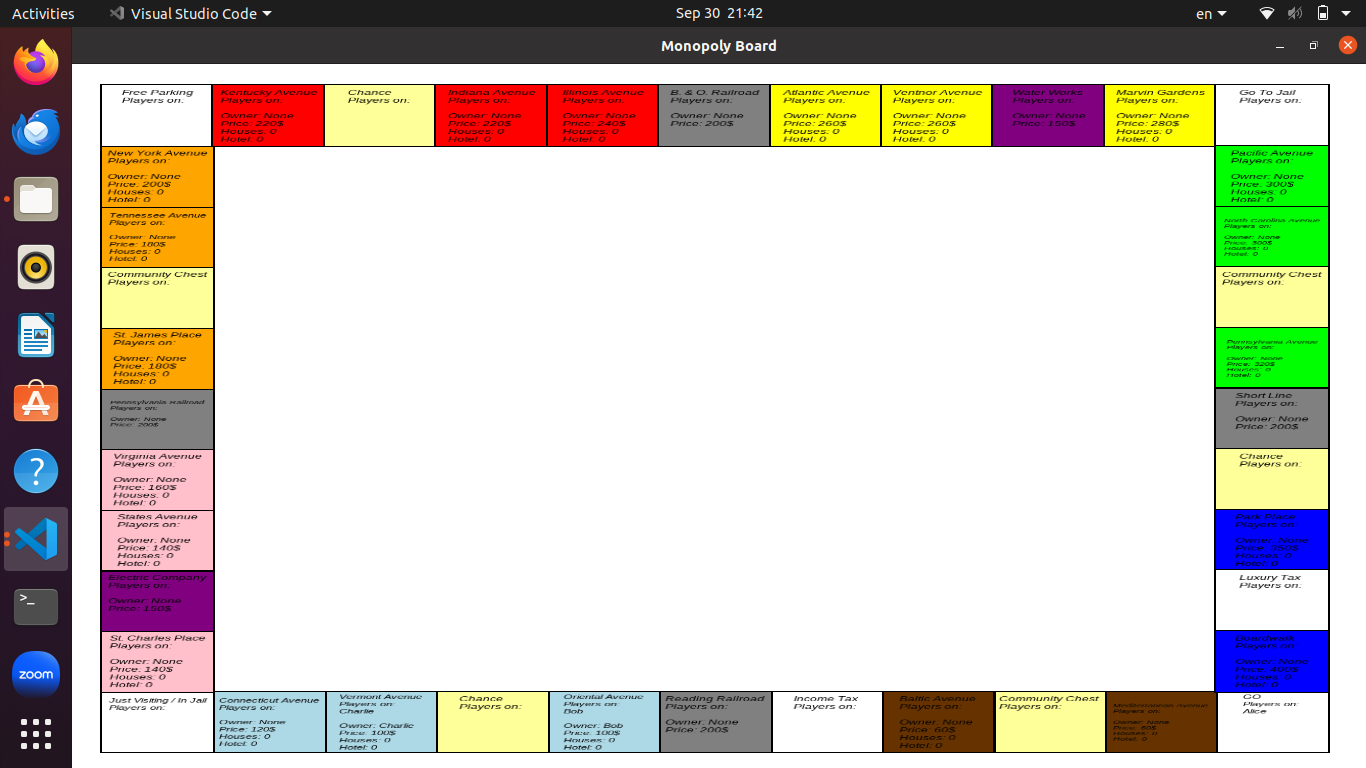 Activities
Visual Studio Code
Sep 30 21:42
en
Monopoly Board
Free Parking
Players on:
Kentucky Avenue
Players on:
Owner: None
Price: 220$
Houses: 0
Hotel: 0
Chance
Players on:
Indiana Avenue
Players on:
Owner: None
Price: 220$
Houses: 0
Hotel: 0
Illinois Avenue
Players on:
Owner: None
Price: 240$
Houses: 0
Hotel: 0
B. & O. Railroad
Players on:
Owner: None
Price: 200$
Atlantic Avenue
Players on:
Owner: None
Price: 260$
Houses: 0
Hotel: 0
Ventnor Avenue
Players on:
Owner: None
Price: 260$
Houses: 0
Hotel: 0
Water Works
Players on:
Owner: None
Price: 150$
Marvin Gardens
Players on:
Owner: None
Price: 280$
Houses: 0
Hotel: 0
Go To Jail
Players on:
New York Avenue
Players on:
Owner: None
Price: 200$
Houses: 0
Hotel: 0
Pacific Avenue
Players on:
Owner: None
Price: 300$
Houses: 0
Hotel: 0
Tennessee Avenue
Players on:
Owner: None
Price: 180$
Houses: 0
Hotel: 0
North Carolina Avenue
Players on:
Owner: None
Price: 300$
Houses: 0
Hotel: 0
Community Chest
Players on:
Community Chest
Players on:
St. James Place
Players on:
Owner: None
Price: 180$
Houses: 0
Hotel: 0
Pennsylvania Avenue
Players on:
Owner: None
Price: 320$
Houses: 0
Hotel: 0
Pennsylvania Railroad
Players on:
Owner: None
Price: 200$
Short Line
Players on:
Owner: None
Price: 200$
Virginia Avenue
Players on:
Owner: None
Price: 160$
Houses: 0
Hotel: 0
Chance
Players on:
States Avenue
Players on:
Owner: None
Price: 140$
Houses: 0
Hotel: 0
Park Place
Players on:
Owner: None
Price: 350$
Houses: 0
Hotel: 0
Electric Company
Players on:
Owner: None
Price: 150$
Luxury Tax
Players on:
St. Charles Place
Players on:
Owner: None
Price: 140$
Houses: 0
Hotel: 0
Boardwalk
Players on:
Owner: None
Price: 400$
Houses: 0
Hotel: 0
Just Visiting / In Jail
Players on:
Connecticut Avenue
Players on:
Owner: None
Price: 120$
Houses: 0
Hotel: 0
Vermont Avenue
Players on:
Charlie
Owner: Charlie
Price: 100$
Houses: 0
Hotel: 0
Chance
Players on:
Oriental Avenue
Players on:
Bob
Owner: Bob
Price: 100$
Houses: 0
Hotel: 0
Reading Railroad
Players on:
Owner: None
Price: 200$
Income Tax
Players on:
Baltic Avenue
Players on:
Owner: None
Price: 60$
Houses: 0
Hotel: 0
Community Chest
Players on:
Mediterranean Avenue
Players on:
Owner: None
Price: 60$
Houses: 0
Hotel: 0
GO
Players on:
Alice
zoom